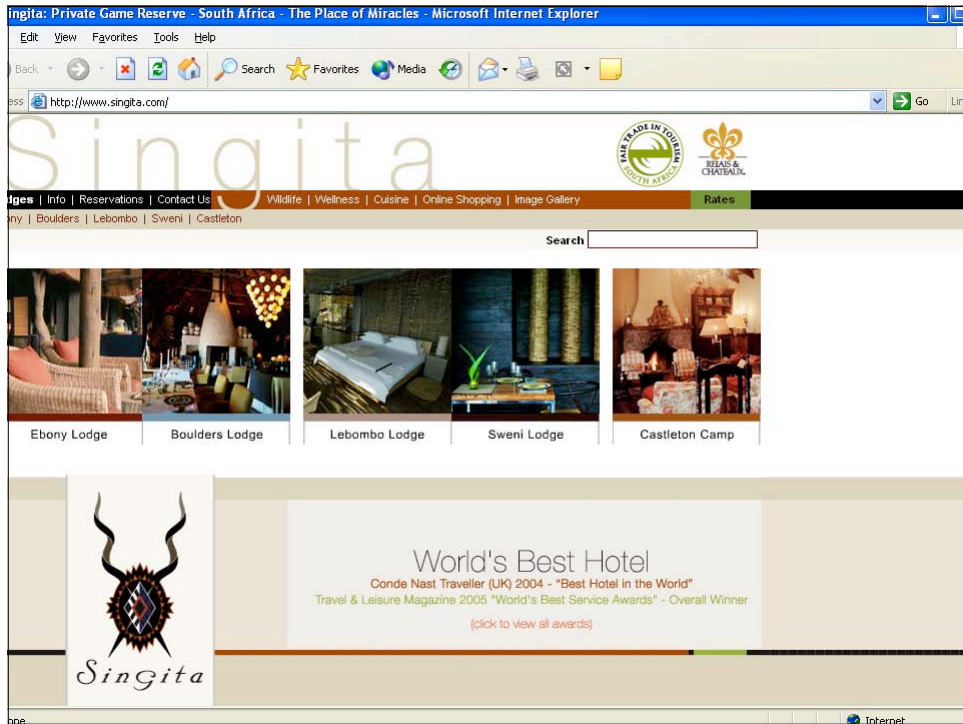 ingita: Private Game Reserve - South Africa - The Place of Miracles - Microsoft Internet Explorer
Edit View Favorites Tools Help
Back Search Favorites Media
ess http://www.singita.com/ Go Lin
Singita
FAIR TRADE IN TOURISM SOUTH AFRICA
RELAIS &
CHATEAUX
dges | Info | Reservations | Contact Us Wildlife | Wellness | Cuisine | Online Shopping | Image Gallery Rates
ony | Boulders | Lebombo | Sweni | Castleton
Search
Ebony Lodge Boulders Lodge Lebombo Lodge Sweni Lodge Castleton Camp
World's Best Hotel
Conde Nast Traveller (UK) 2004 - "Best Hotel in the World"
Travel & Leisure Magazine 2005 "World's Best Service Awards" - Overall Winner
(click to view all awards)
Singita
one Internet